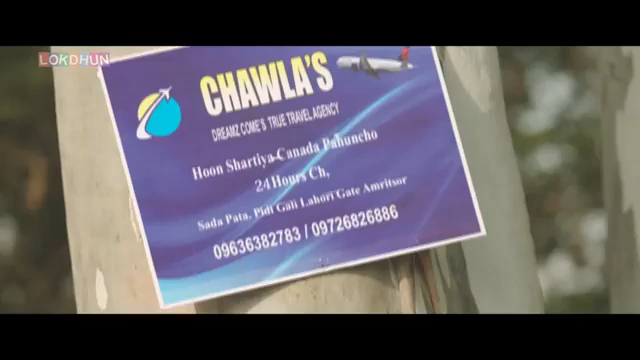 LOKDHUN
CHAWLA'S
DREAMZ COME'S TRUE TRAVEL AGENCY
Hoon Shartiya Canada Pahuncho
24Hours Ch,
Sada Pata, Pidi Gali Lahori Gate Amritsor
09636382783 / 09726826886